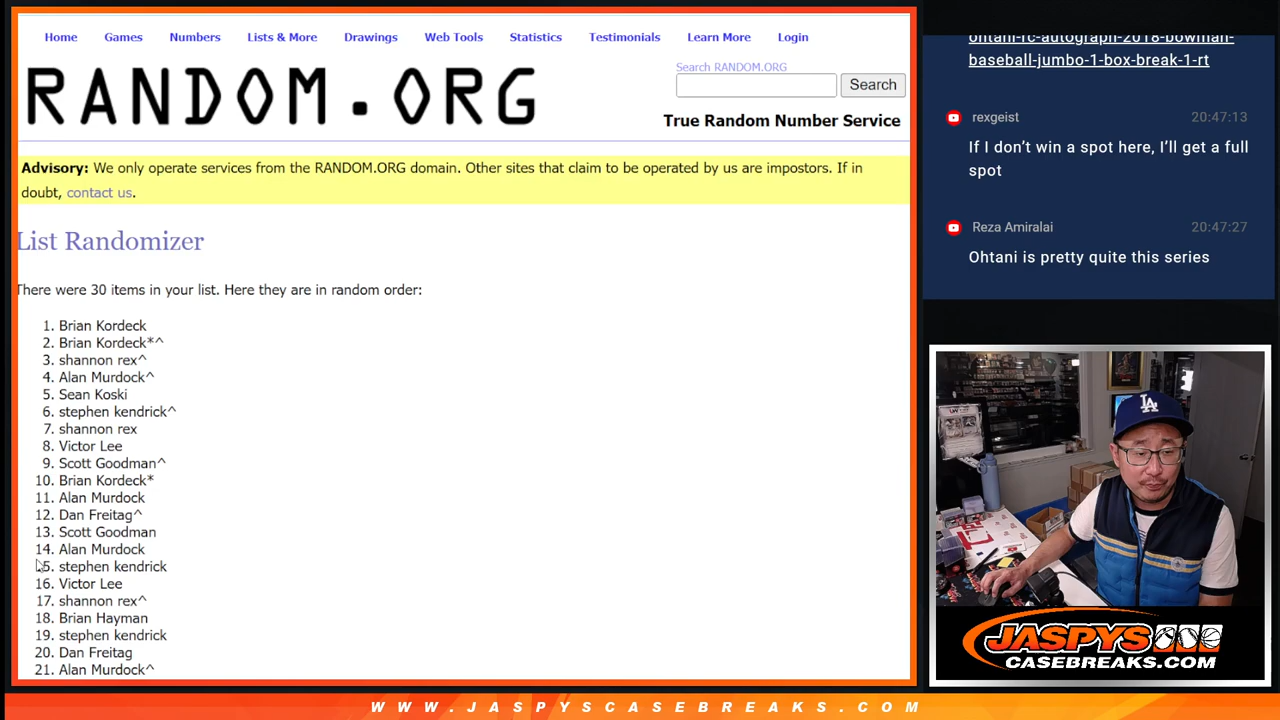 Home Games Numbers Lists & More Drawings Web Tools Statistics Testimonials Learn More Login
RANDOM.ORG
Search RANDOM.ORG
Search
True Random Number Service
Advisory: We only operate services from the RANDOM.ORG domain. Other sites that claim to be operated by us are impostors. If in
doubt, contact us.
List Randomizer
There were 30 items in your list. Here they are in random order:
1. Brian Kordeck
2. Brian Kordeck*^
3. shannon rex^
4. Alan Murdock^
5. Sean Koski
6. stephen kendrick^
7. shannon rex
8. Victor Lee
9. Scott Goodman^
10. Brian Kordeck*
11. Alan Murdock
12. Dan Freitag^
13. Scott Goodman
14. Alan Murdock
15. stephen kendrick
16. Victor Lee
17. shannon rex^
18. Brian Hayman
19. stephen kendrick
20. Dan Freitag
21. Alan Murdock^
ohtani-rc-autograph-2018-bowman-
baseball-jumbo-1-box-break-1-rt
rexgeist 20:47:13
If I don't win a spot here, I'll get a full
spot
Reza Amiralai 20:47:27
Ohtani is pretty quite this series
LA
JASPYS
CASEBREAKS.COM
WWW.JASPYSCASEBREAKS.COM